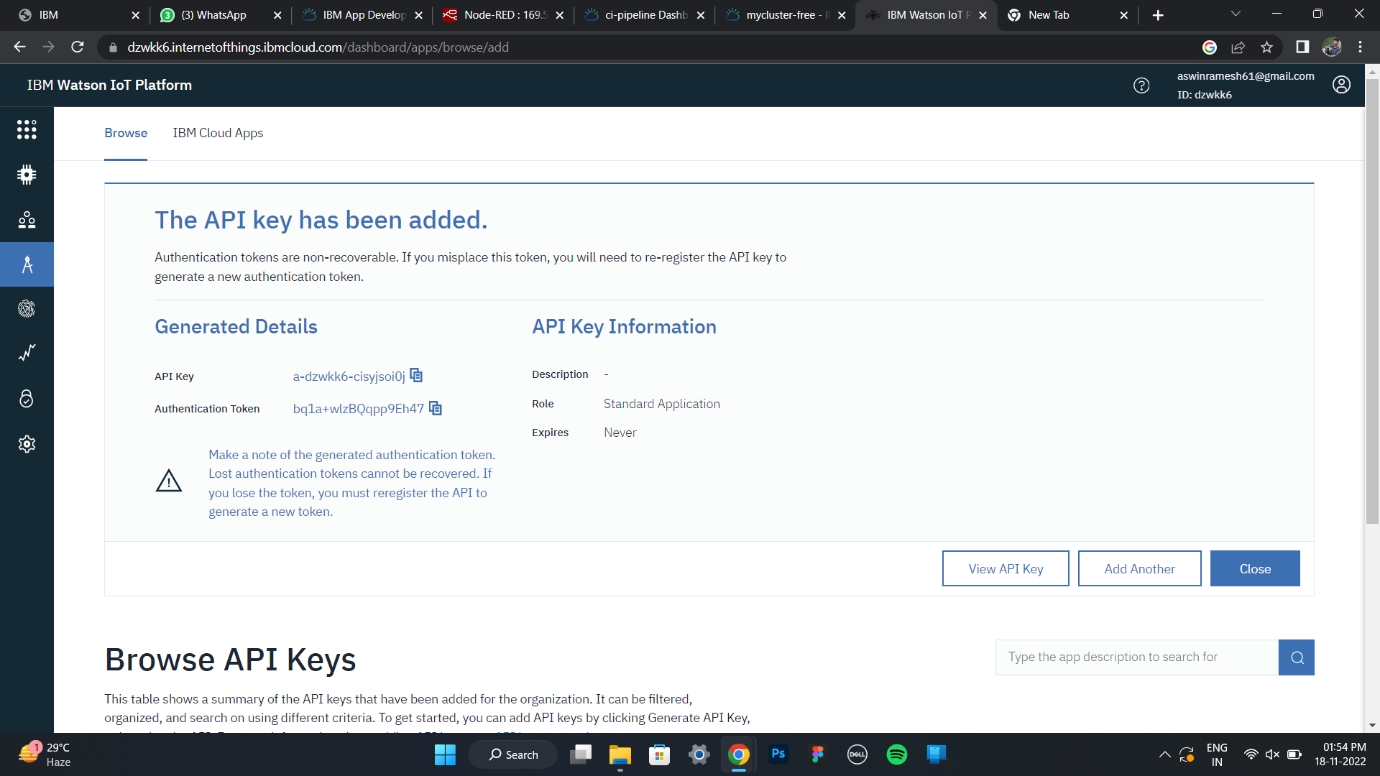 IBM
(3) WhatsApp
IBM App Develop
Node-RED : 169.5
ci-pipeline Dashb
mycluster-free - I
IBM Watson IoT P
New Tab
dzwkk6.internetofthings.ibmcloud.com/dashboard/apps/browse/add
IBM Watson IoT Platform
aswinramesh61@gmail.com
ID: dzwkk6
Browse
IBM Cloud Apps
The API key has been added.
Authentication tokens are non-recoverable. If you misplace this token, you will need to re-register the API key to
generate a new authentication token.
Generated Details
API Key Information
API Key
a-dzwkk6-cisyjsoi0j
Description
-
Authentication Token
bq1a+wlzBQqpp9Eh47
Role
Standard Application
Expires
Never
Make a note of the generated authentication token.
Lost authentication tokens cannot be recovered. If
you lose the token, you must reregister the API to
generate a new token.
View API Key
Add Another
Close
Browse API Keys
Type the app description to search for
This table shows a summary of the API keys that have been added for the organization. It can be filtered,
organized, and search on using different criteria. To get started, you can add API keys by clicking Generate API Key,
1
29°C
Haze
Search
Ps
DELL
ENG
IN
01:54 PM
18-11-2022